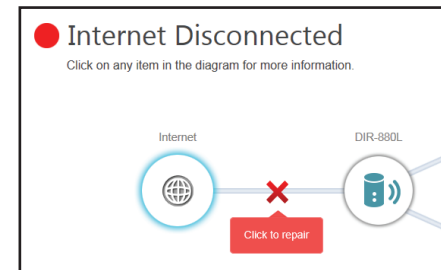 Internet Disconnected
Click on any item in the diagram for more information.
Internet
DIR-880L
Click to repair